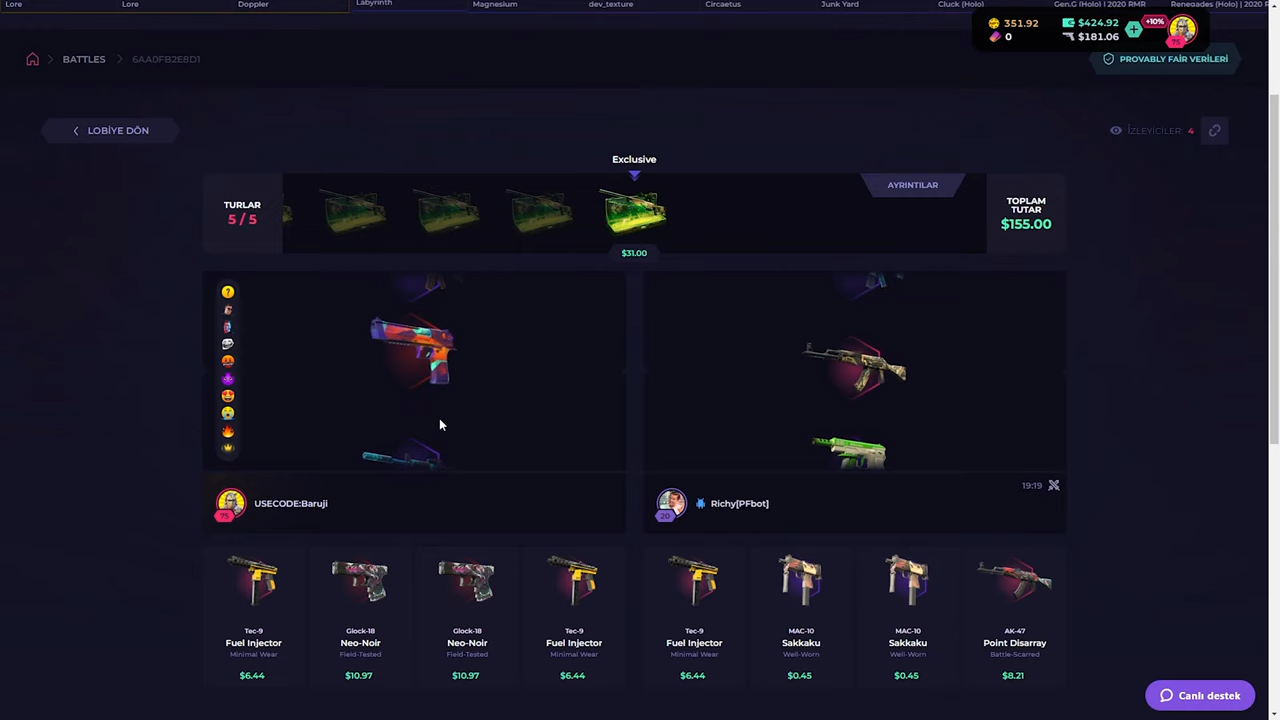 Lore
Lore
Doppler
Labyrinth
Magnesium
dev_texture
Circaetus
Junk Yard
Cluck (Holo)
Gen.G (Holo) | 2020 RMR
Renegades (Holo) | 2020 R
351.92
$424.92
+10%
0
$181.06
75
BATTLES
6AA0FB2E8D1
PROVABLY FAIR VERİLERİ
LOBİYE DÖN
İZLEYİCİLER: 4
Exclusive
TURLAR
5 / 5
AYRINTILAR
TOPLAM
TUTAR
$155.00
$31.00
19:19
USECODE:Baruji
75
Richy[PFbot]
20
Tec-9
Fuel Injector
Minimal Wear
$6.44
Glock-18
Neo-Noir
Field-Tested
$10.97
Glock-18
Neo-Noir
Field-Tested
$10.97
Tec-9
Fuel Injector
Minimal Wear
$6.44
Tec-9
Fuel Injector
Minimal Wear
$6.44
MAC-10
Sakkaku
Well-Worn
$0.45
MAC-10
Sakkaku
Well-Worn
$0.45
AK-47
Point Disarray
Battle-Scarred
$8.21
Canlı destek